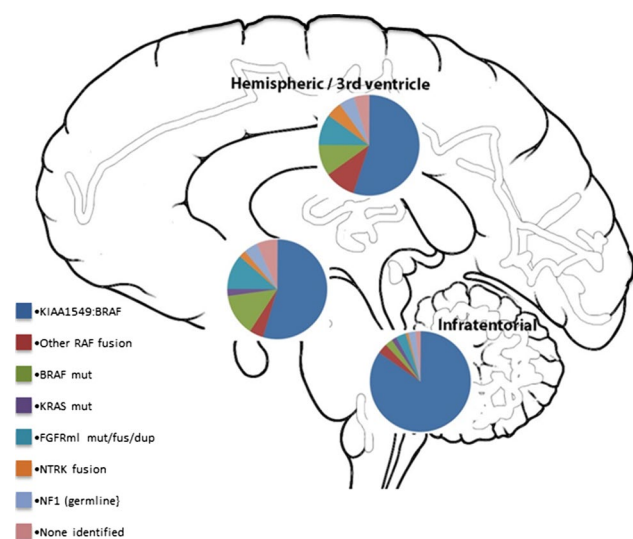 Hemispheric / 3rd ventricle
Infratentorial
•KIAA1549:BRAF
•Other RAF fusion
•BRAF mut
•KRAS mut
•FGFRml mut/fus/dup
•NTRK fusion
•NF1 (germline}
•None identified